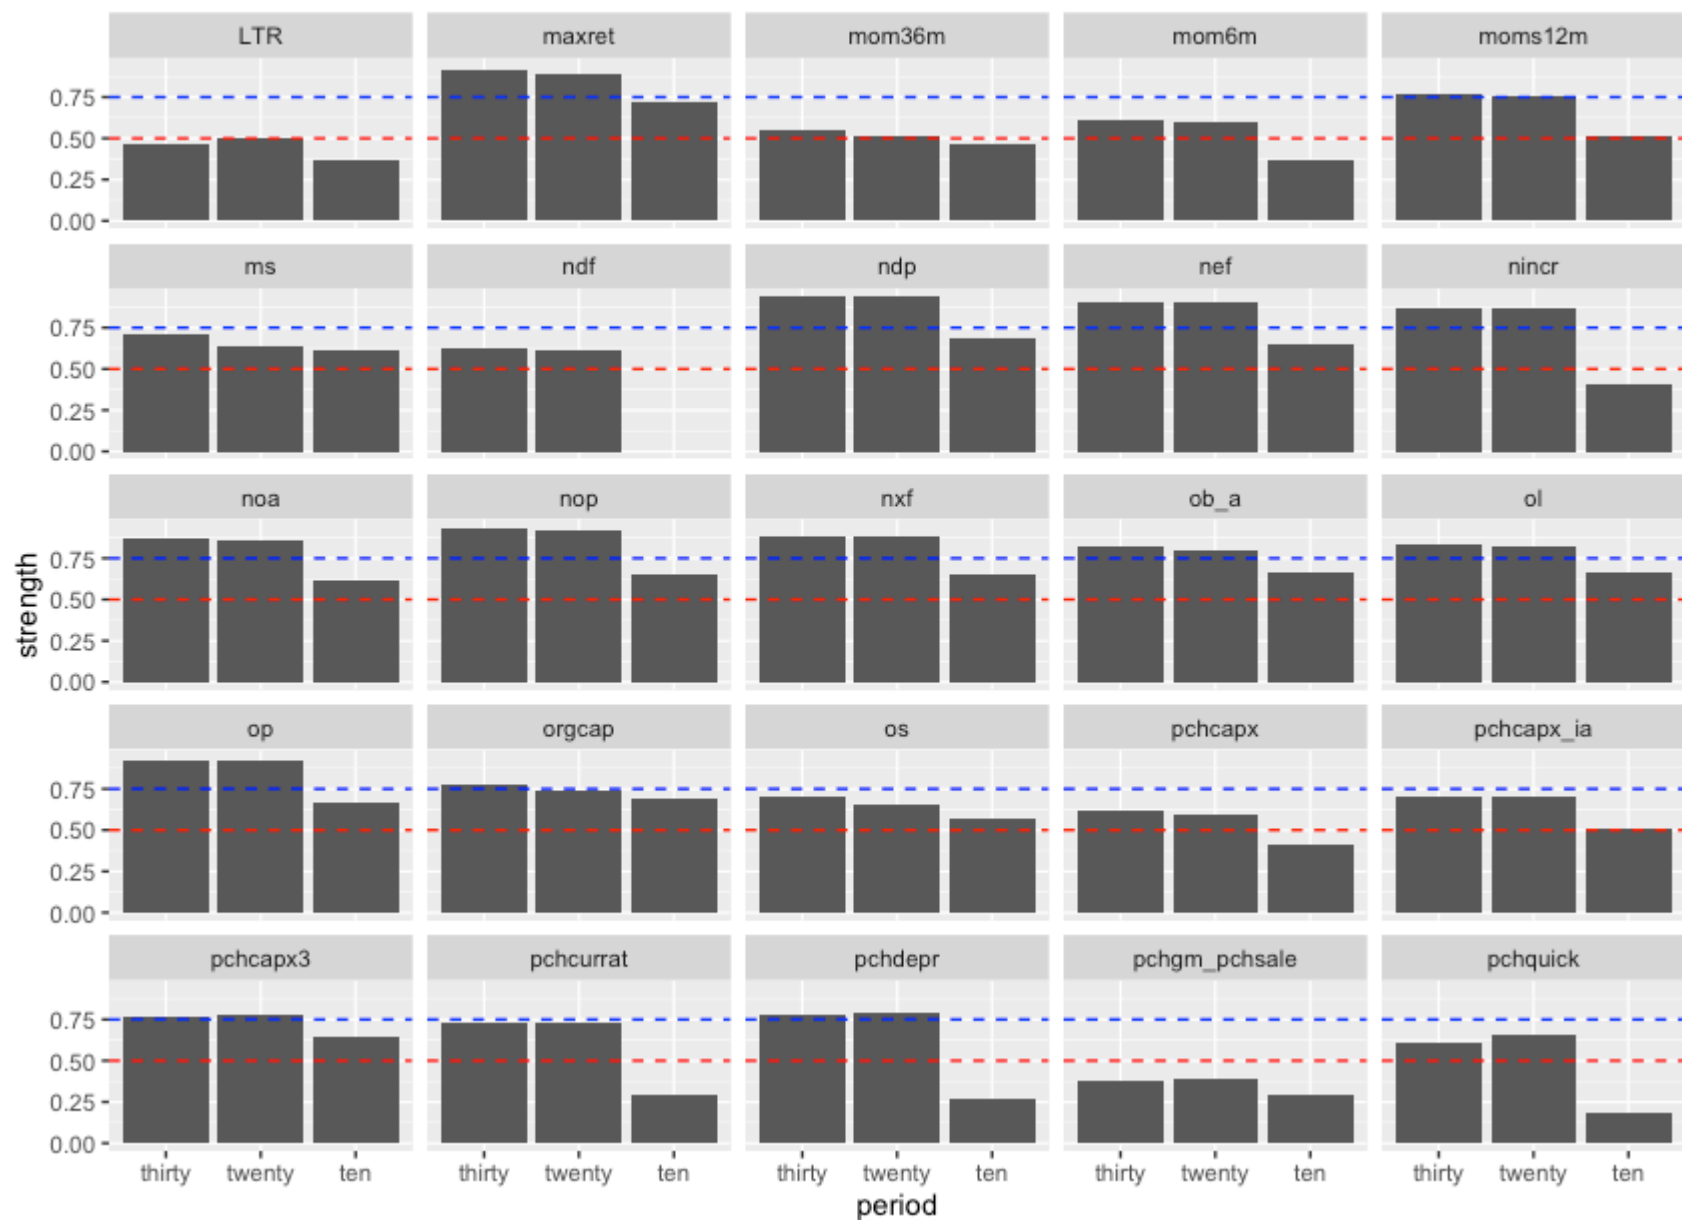 LTR maxret mom36m mom6m moms12m
0.75
0.50
0.25
0.00
ms ndf ndp nef nincr
0.75
0.50
0.25
0.00
noa nop nxf ob_a ol
0.75
0.50
0.25
0.00
strength
op orgcap os pchcapx pchcapx_ia
0.75
0.50
0.25
0.00
pchcapx3 pchcurrat pchdepr pchgm_pchsale pchquick
0.75
0.50
0.25
0.00
thirty twenty ten thirty twenty ten thirty twenty ten thirty twenty ten thirty twenty ten
period